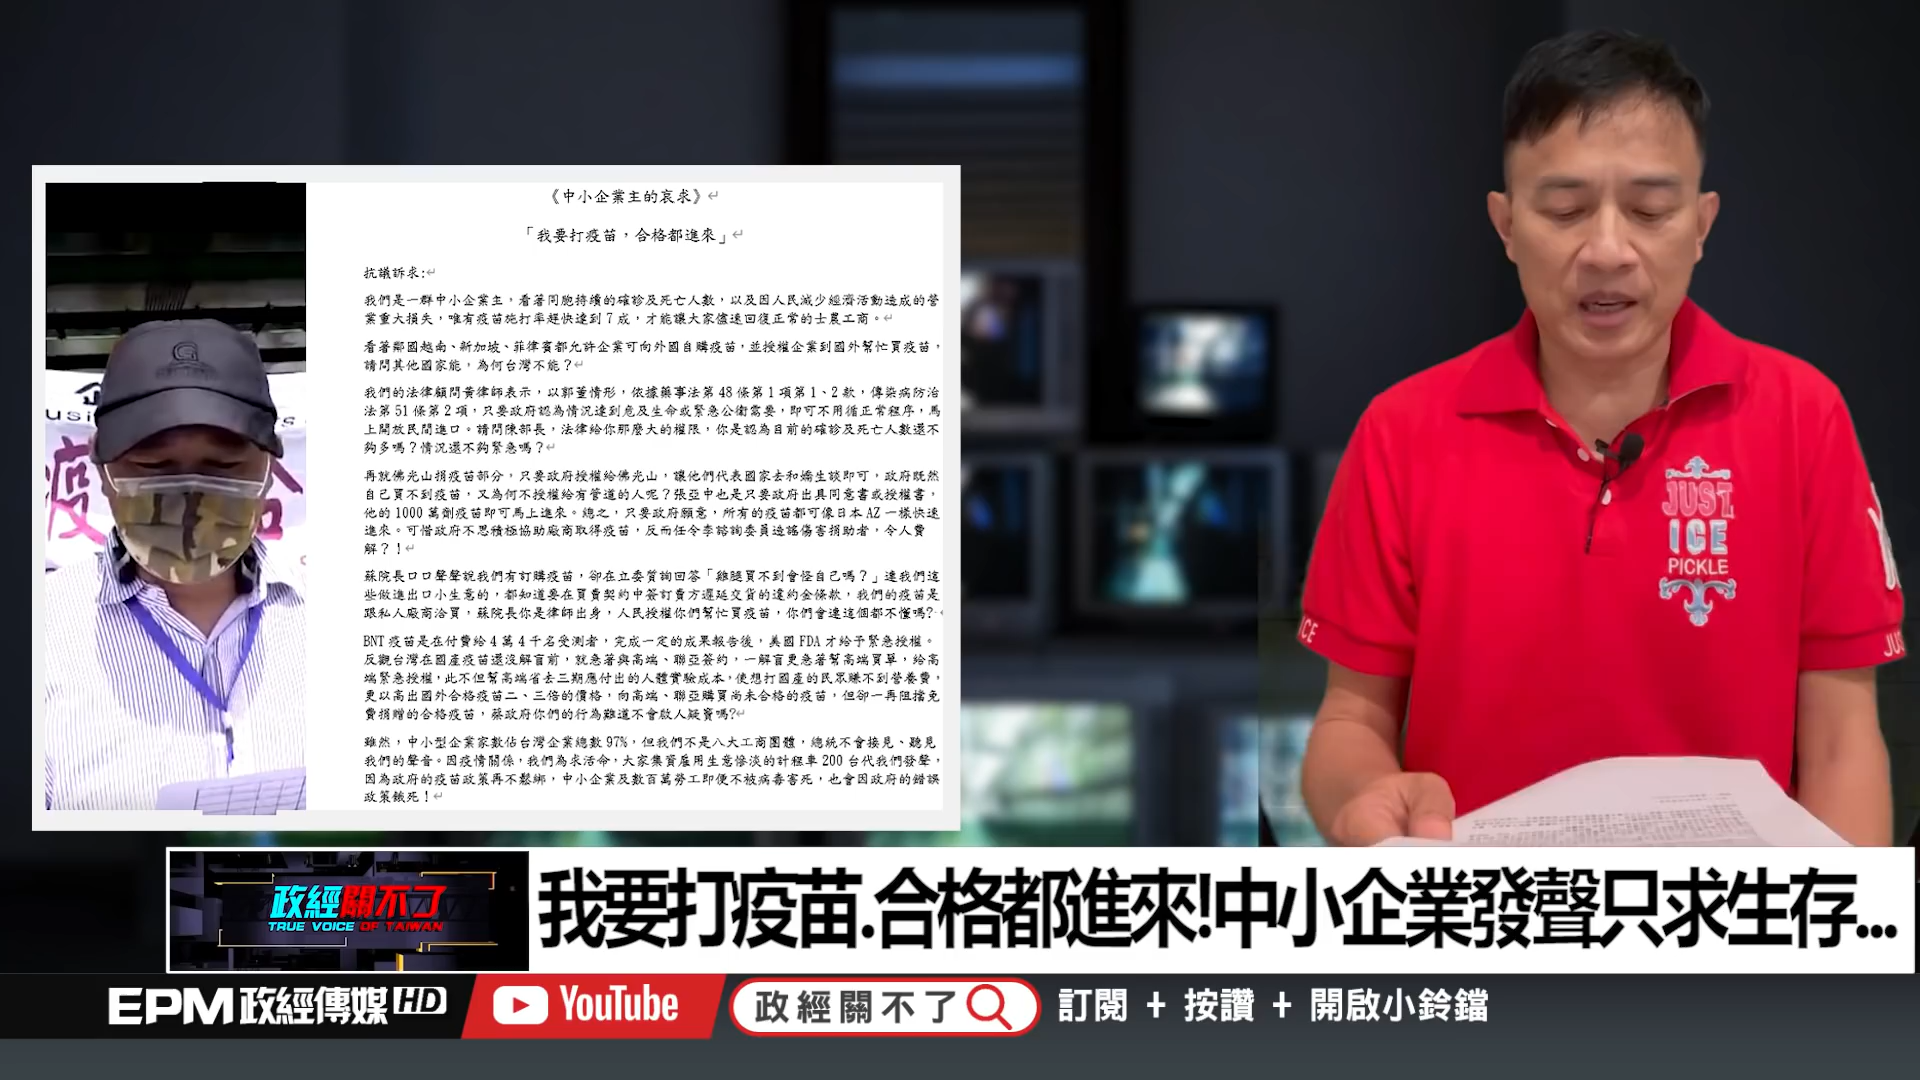 《中小企業主的哀求》
「我要打疫苗，合格都進來」
抗議訴求:
我們是一群中小企業主，看著同胞持續的確診及死亡人數，以及因人民減少經濟活動造成的營
業重大損失，唯有疫苗施打率趕快達到7成，才能讓大家儘速回復正常的士農工商。
看著鄰國越南、新加坡、菲律賓都允許企業可向外國自購疫苗，並授權企業到國外幫忙買疫苗，
請問其他國家能，為何台灣不能？
我們的法律顧問黃律師表示，以郭董情形，依據藥事法第48條第1項第1、2款，傳染病防治
法第51條第2項，只要政府認為情況達到危及生命或緊急公衛需要，即可不用循正常程序，馬
上開放民間進口。請問陳部長，法律給你那麼大的權限，你是認為目前的確診及死亡人數還不
夠多嗎？情況還不夠緊急嗎？
再就佛光山捐疫苗部分，只要政府授權給佛光山，讓他們代表國家去和嬌生談即可，政府既然
自己買不到疫苗，又為何不授權給有管道的人呢？張亞中也是只要政府出具同意書或授權書，
他的1000萬劑疫苗即可馬上進來。總之，只要政府願意，所有的疫苗都可像日本AZ一樣快速
進來。可惜政府不思積極協助廠商取得疫苗，反而任令李諮詢委員造謠傷害捐助者，令人費
解？！
蘇院長口口聲聲說我們有訂購疫苗，卻在立委質詢回答「雞腿買不到會怪自己嗎？」連我們這
些做進出口小生意的，都知道要在買賣契約中簽訂賣方遲延交貨的違約金條款，我們的疫苗是
跟私人廠商洽買，蘇院長你是律師出身，人民授權你們幫忙買疫苗，你們會連這個都不懂嗎?
BNT疫苗是在付費給4萬4千名受測者，完成一定的成果報告後，美國FDA才給予緊急授權。
反觀台灣在國產疫苗還沒解盲前，就急著與高端、聯亞簽約，一解盲更急著幫高端買單，給高
端緊急授權，此不但幫高端省去三期應付出的人體實驗成本，使想打國產的民眾賺不到營養費，
更以高出國外合格疫苗二、三倍的價格，向高端、聯亞購買尚未合格的疫苗，但卻一再阻擋免
費捐贈的合格疫苗，蔡政府你們的行為難道不會啟人疑竇嗎?
雖然，中小型企業家數佔台灣企業總數97%，但我們不是八大工商團體，總統不會接見、聽見
我們的聲音。因疫情關係，我們為求活命，大家集資雇用生意慘淡的計程車200台代我們發聲，
因為政府的疫苗政策再不鬆綁，中小企業及數百萬勞工即便不被病毒害死，也會因政府的錯誤
政策餓死！
G
疫
JUST
ICE
PICKLE
ICE
政經關不了
TRUE VOICE OF TAIWAN
我要打疫苗.合格都進來!中小企業發聲只求生存...
EPM政經傳媒HD
YouTube
政經關不了
訂閱 + 按讚 + 開啟小鈴鐺